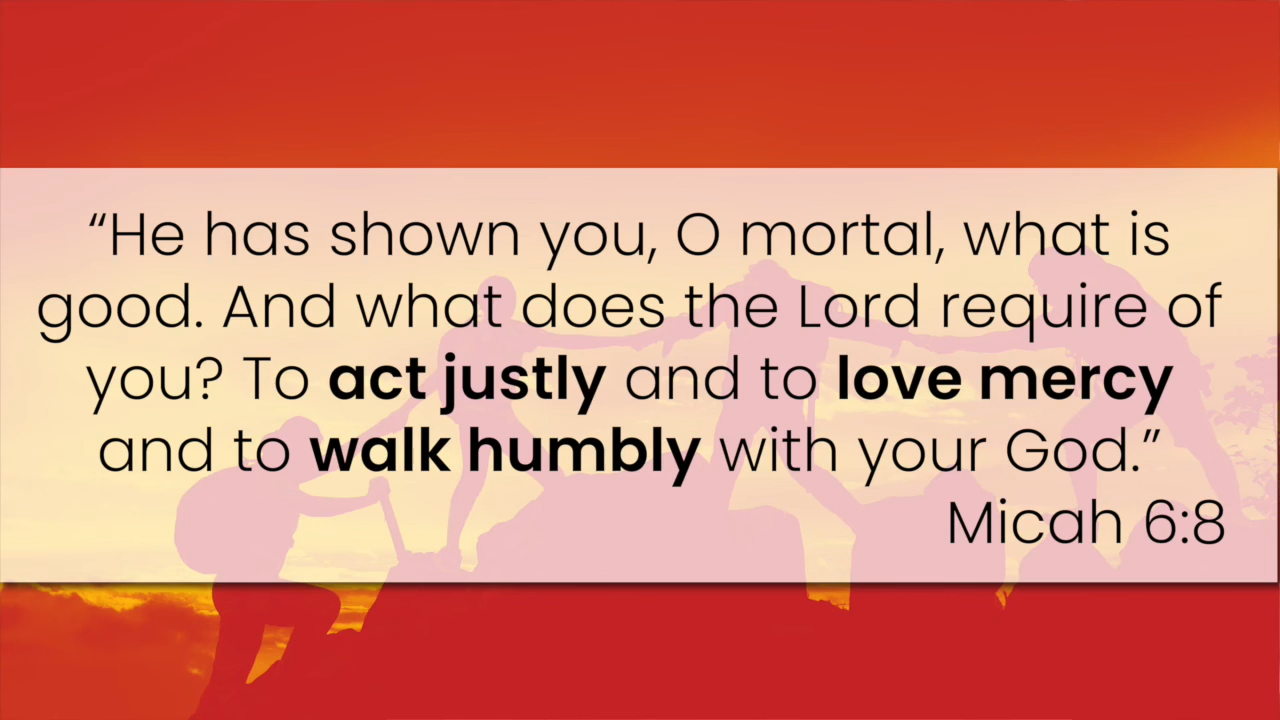 “He has shown you, O mortal, what is
good. And what does the Lord require of
you? To act justly and to love mercy
and to walk humbly with your God.”
Micah 6:8